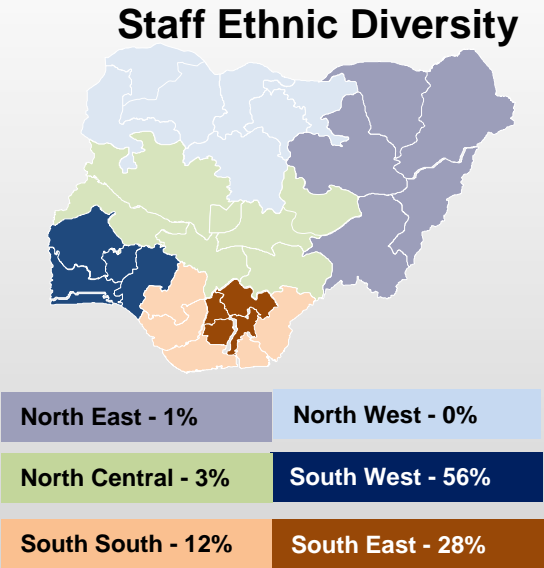 Staff Ethnic Diversity
North East - 1%
North West - 0%
North Central - 3%
South West - 56%
South South - 12%
South East - 28%